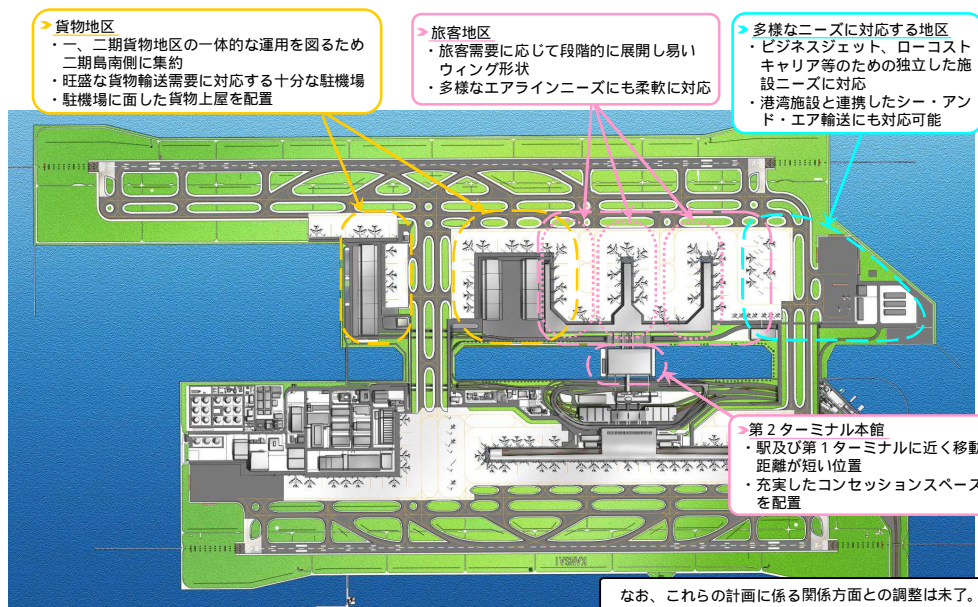 貨物地区
・一、二期貨物地区の一体的な運用を図るため
二期島南側に集約
・旺盛な貨物輸送需要に対応する十分な駐機場
・駐機場に面した貨物上屋を配置
旅客地区
・旅客需要に応じて段階的に展開し易い
ウィング形状
・多様なエアラインニーズにも柔軟に対応
多様なニーズに対応する地区
・ビジネスジェット、ローコスト
キャリア等のための独立した施
設ニーズに対応
・港湾施設と連携したシー・アン
ド・エア輸送にも対応可能
第2ターミナル本館
・駅及び第1ターミナルに近く移動
距離が短い位置
・充実したコンセッションスペース
を配置
KANSAI
なお、これらの計画に係る関係方面との調整は未了。